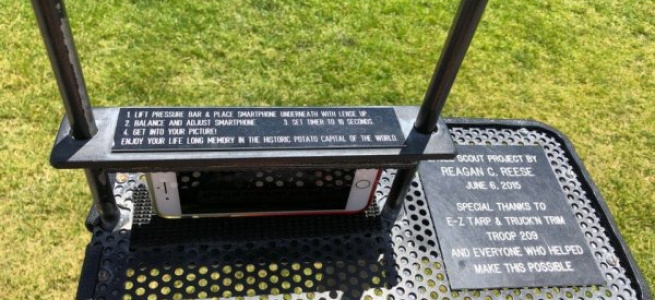 1. LIFT PRESSURE BAR & PLACE SMARTPHONE UNDERNEATH WITH LENSE UP.
2. BALANCE AND ADJUST SMARTPHONE 3. SET TIMER TO 10 SECONDS
4. GET INTO YOUR PICTURE!
ENJOY YOUR LIFE LONG MEMORY IN THE HISTORIC POTATO CAPITAL OF THE WORLD.
SCOUT PROJECT BY
REAGAN C. REESE
JUNE 6, 2015
SPECIAL THANKS TO
E-Z TARP & TRUCK'N TRIM
TROOP 209
AND EVERYONE WHO HELPED
MAKE THIS POSSIBLE